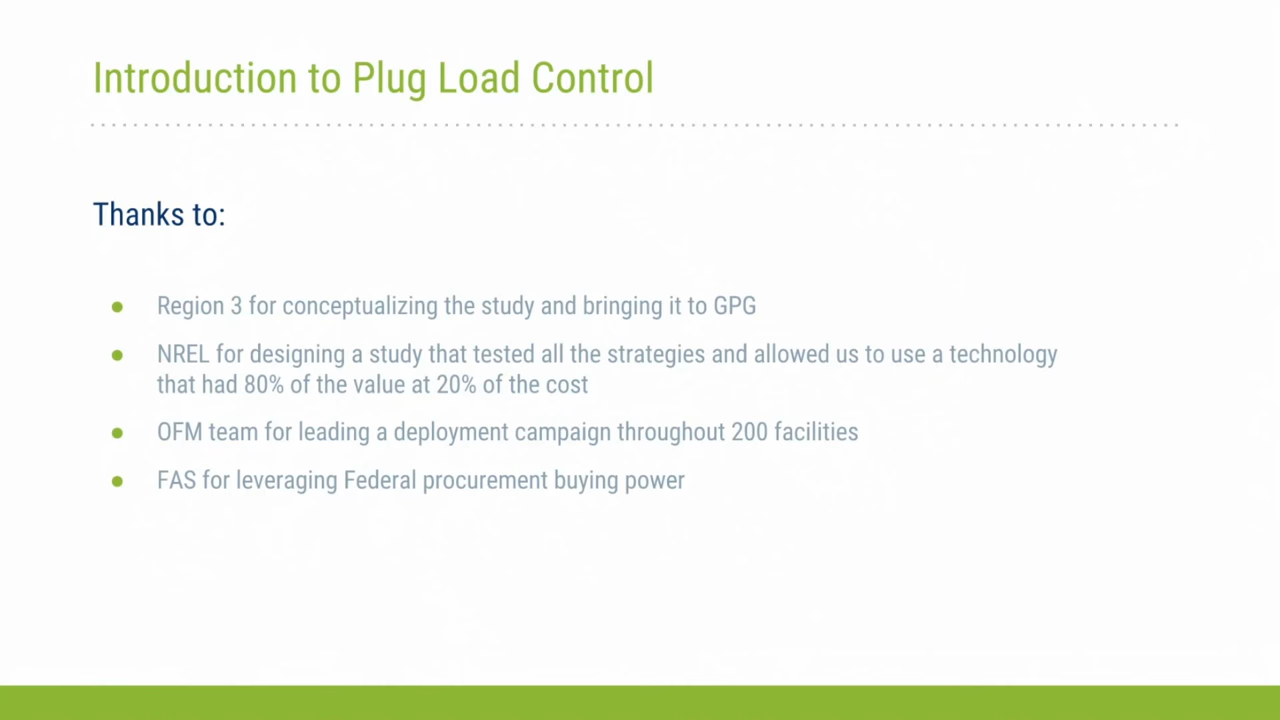 Introduction to Plug Load Control
Thanks to:
Region 3 for conceptualizing the study and bringing it to GPG
NREL for designing a study that tested all the strategies and allowed us to use a technology
that had 80% of the value at 20% of the cost
OFM team for leading a deployment campaign throughout 200 facilities
FAS for leveraging Federal procurement buying power